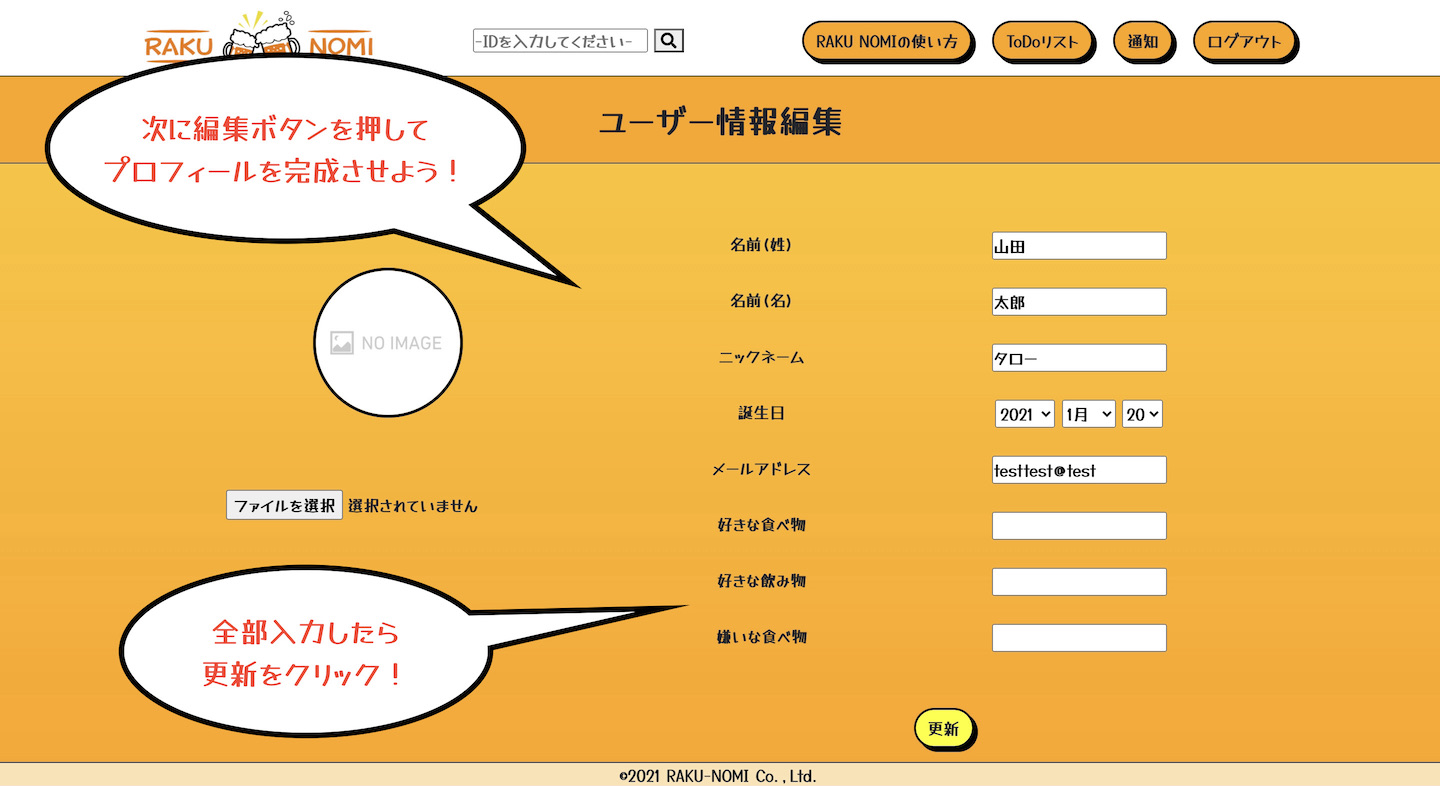 RAKU NOMI
-IDを入力してください-
RAKU NOMIの使い方
ToDoリスト
通知
ログアウト
ユーザー情報編集
次に編集ボタンを押して
プロフィールを完成させよう！
名前(姓) 山田
名前(名) 太郎
NO IMAGE
ニックネーム タロー
誕生日 2021 1月 20
メールアドレス testtest@test
ファイルを選択 選択されていません
好きな食べ物
好きな飲み物
嫌いな食べ物
全部入力したら
更新をクリック！
更新
©2021 RAKU-NOMI Co.,Ltd.